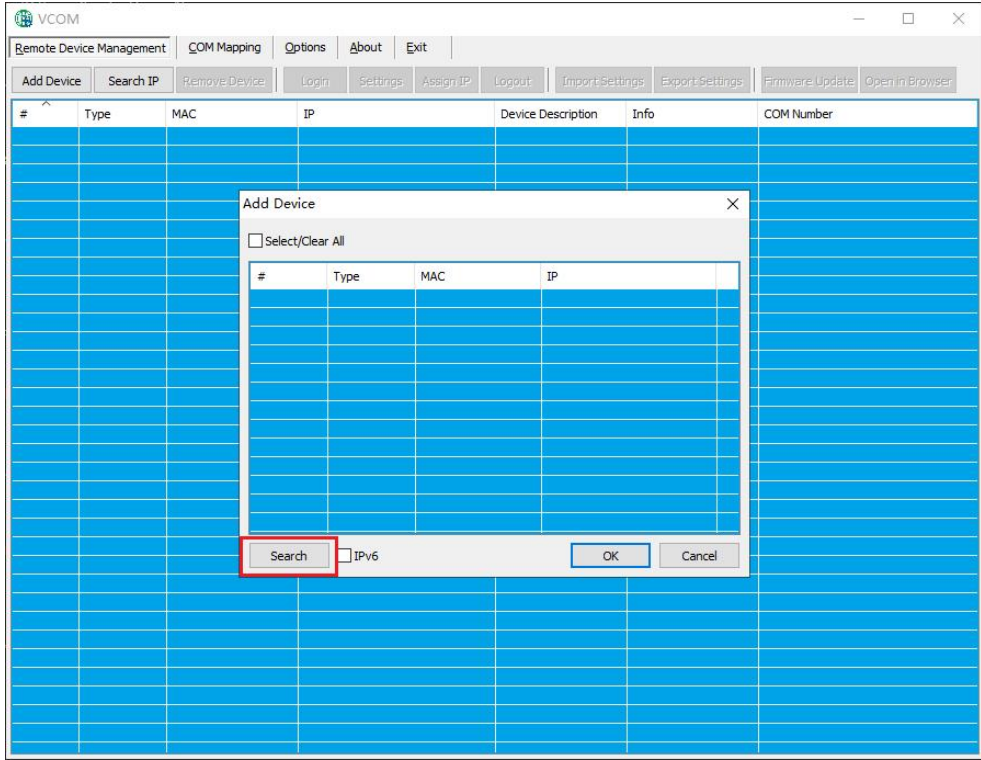 VCOM
Remote Device Management COM Mapping Options About Exit
Add Device Search IP Remove Device Login Settings Assign IP Logout Import Settings Export Settings Firmware Update Open in Browser
# Type MAC IP Device Description Info COM Number
Add Device
Select/Clear All
# Type MAC IP
Search IPv6 OK Cancel